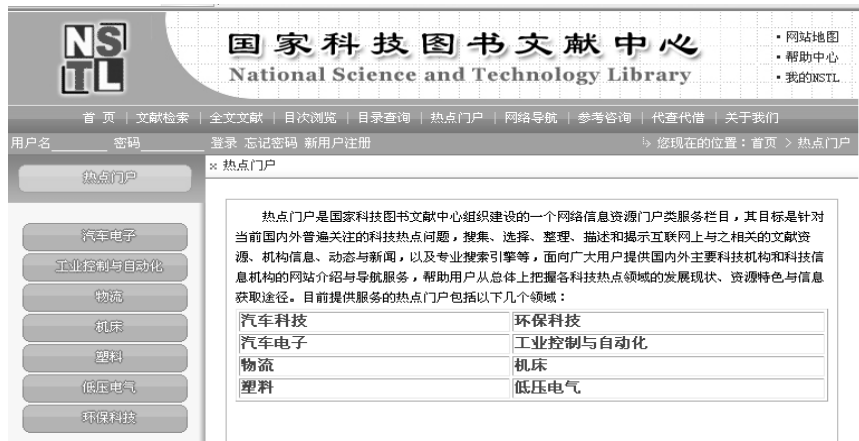 NSTL
国家科技图书文献中心
National Science and Technology Library
·网站地图
·帮助中心
·我的NSTL
首 页 | 文献检索 | 全文文献 | 目次浏览 | 目录查询 | 热点门户 | 网络导航 | 参考咨询 | 代查代借 | 关于我们
用户名 密码 登录 忘记密码 新用户注册 您现在的位置：首页 > 热点门户
热点门户
× 热点门户
汽车电子
工业控制与自动化
物流
机床
塑料
低压电气
环保科技
热点门户是国家科技图书文献中心组织建设的一个网络信息资源门户类服务栏目，其目标是针对
当前国内外普遍关注的科技热点问题，搜集、选择、整理、描述和揭示互联网上与之相关的文献资
源、机构信息、动态与新闻，以及专业搜索引擎等，面向广大用户提供国内外主要科技机构和科技信
息机构的网站介绍与导航服务，帮助用户从总体上把握各科技热点领域的发展现状、资源特色与信息
获取途径。目前提供服务的热点门户包括以下几个领域：
汽车科技 环保科技
汽车电子 工业控制与自动化
物流 机床
塑料 低压电气